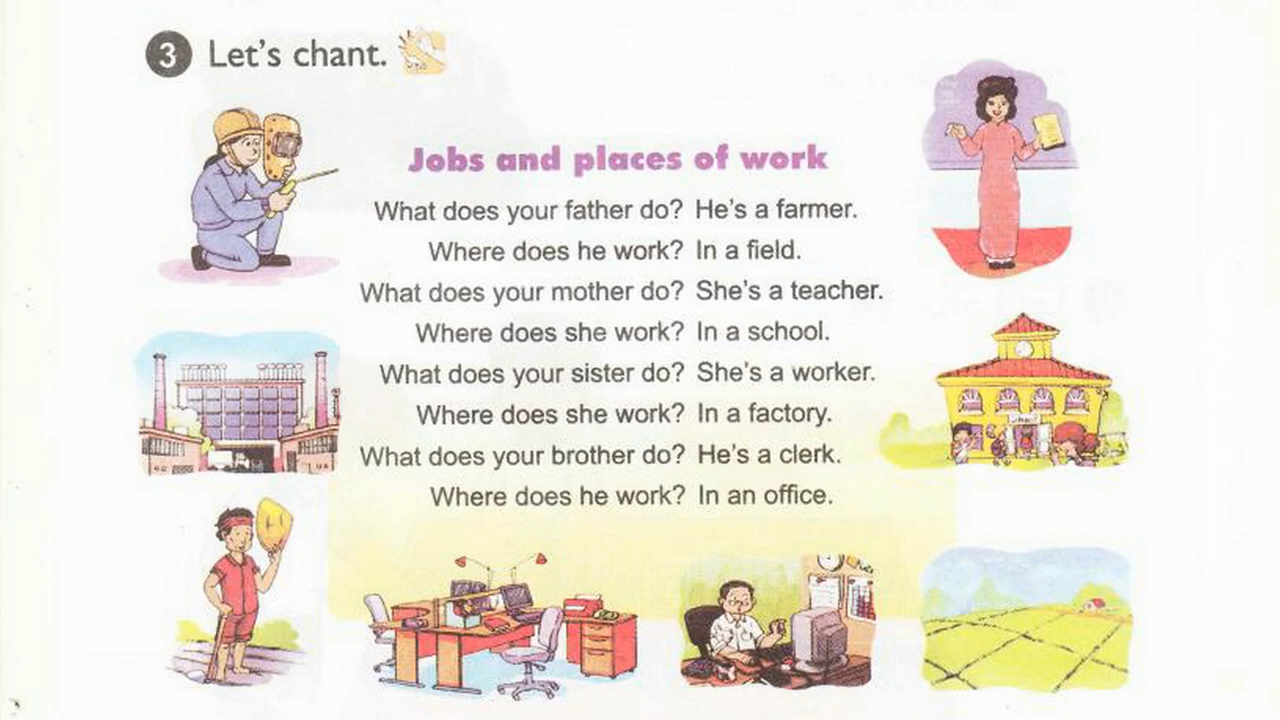 3 Let's chant.
Jobs and places of work
What does your father do? He's a farmer.
Where does he work? In a field.
What does your mother do? She's a teacher.
Where does she work? In a school.
What does your sister do? She's a worker.
Where does she work? In a factory.
What does your brother do? He's a clerk.
Where does he work? In an office.